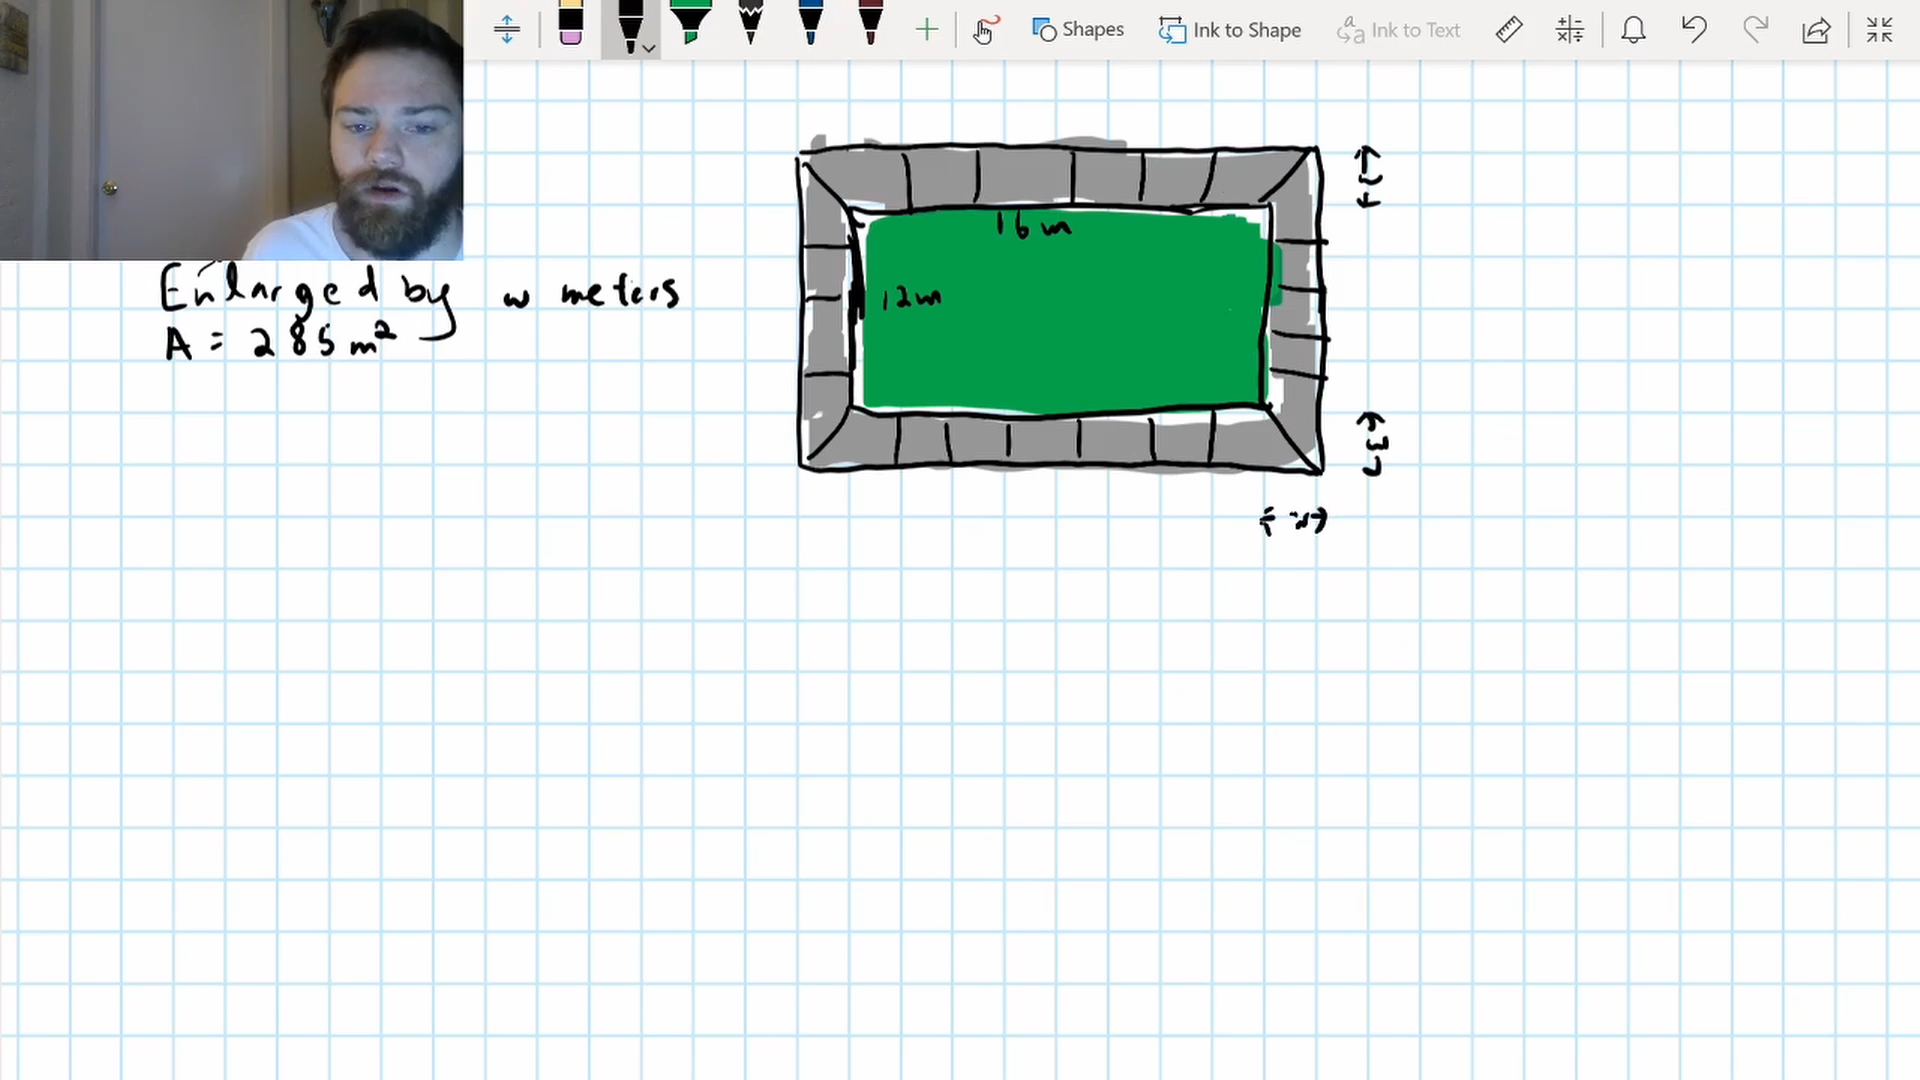 Shapes
Ink to Shape
Ink to Text
16 m
12 m
Enlarged by w meters
A = 285 m²
w
w